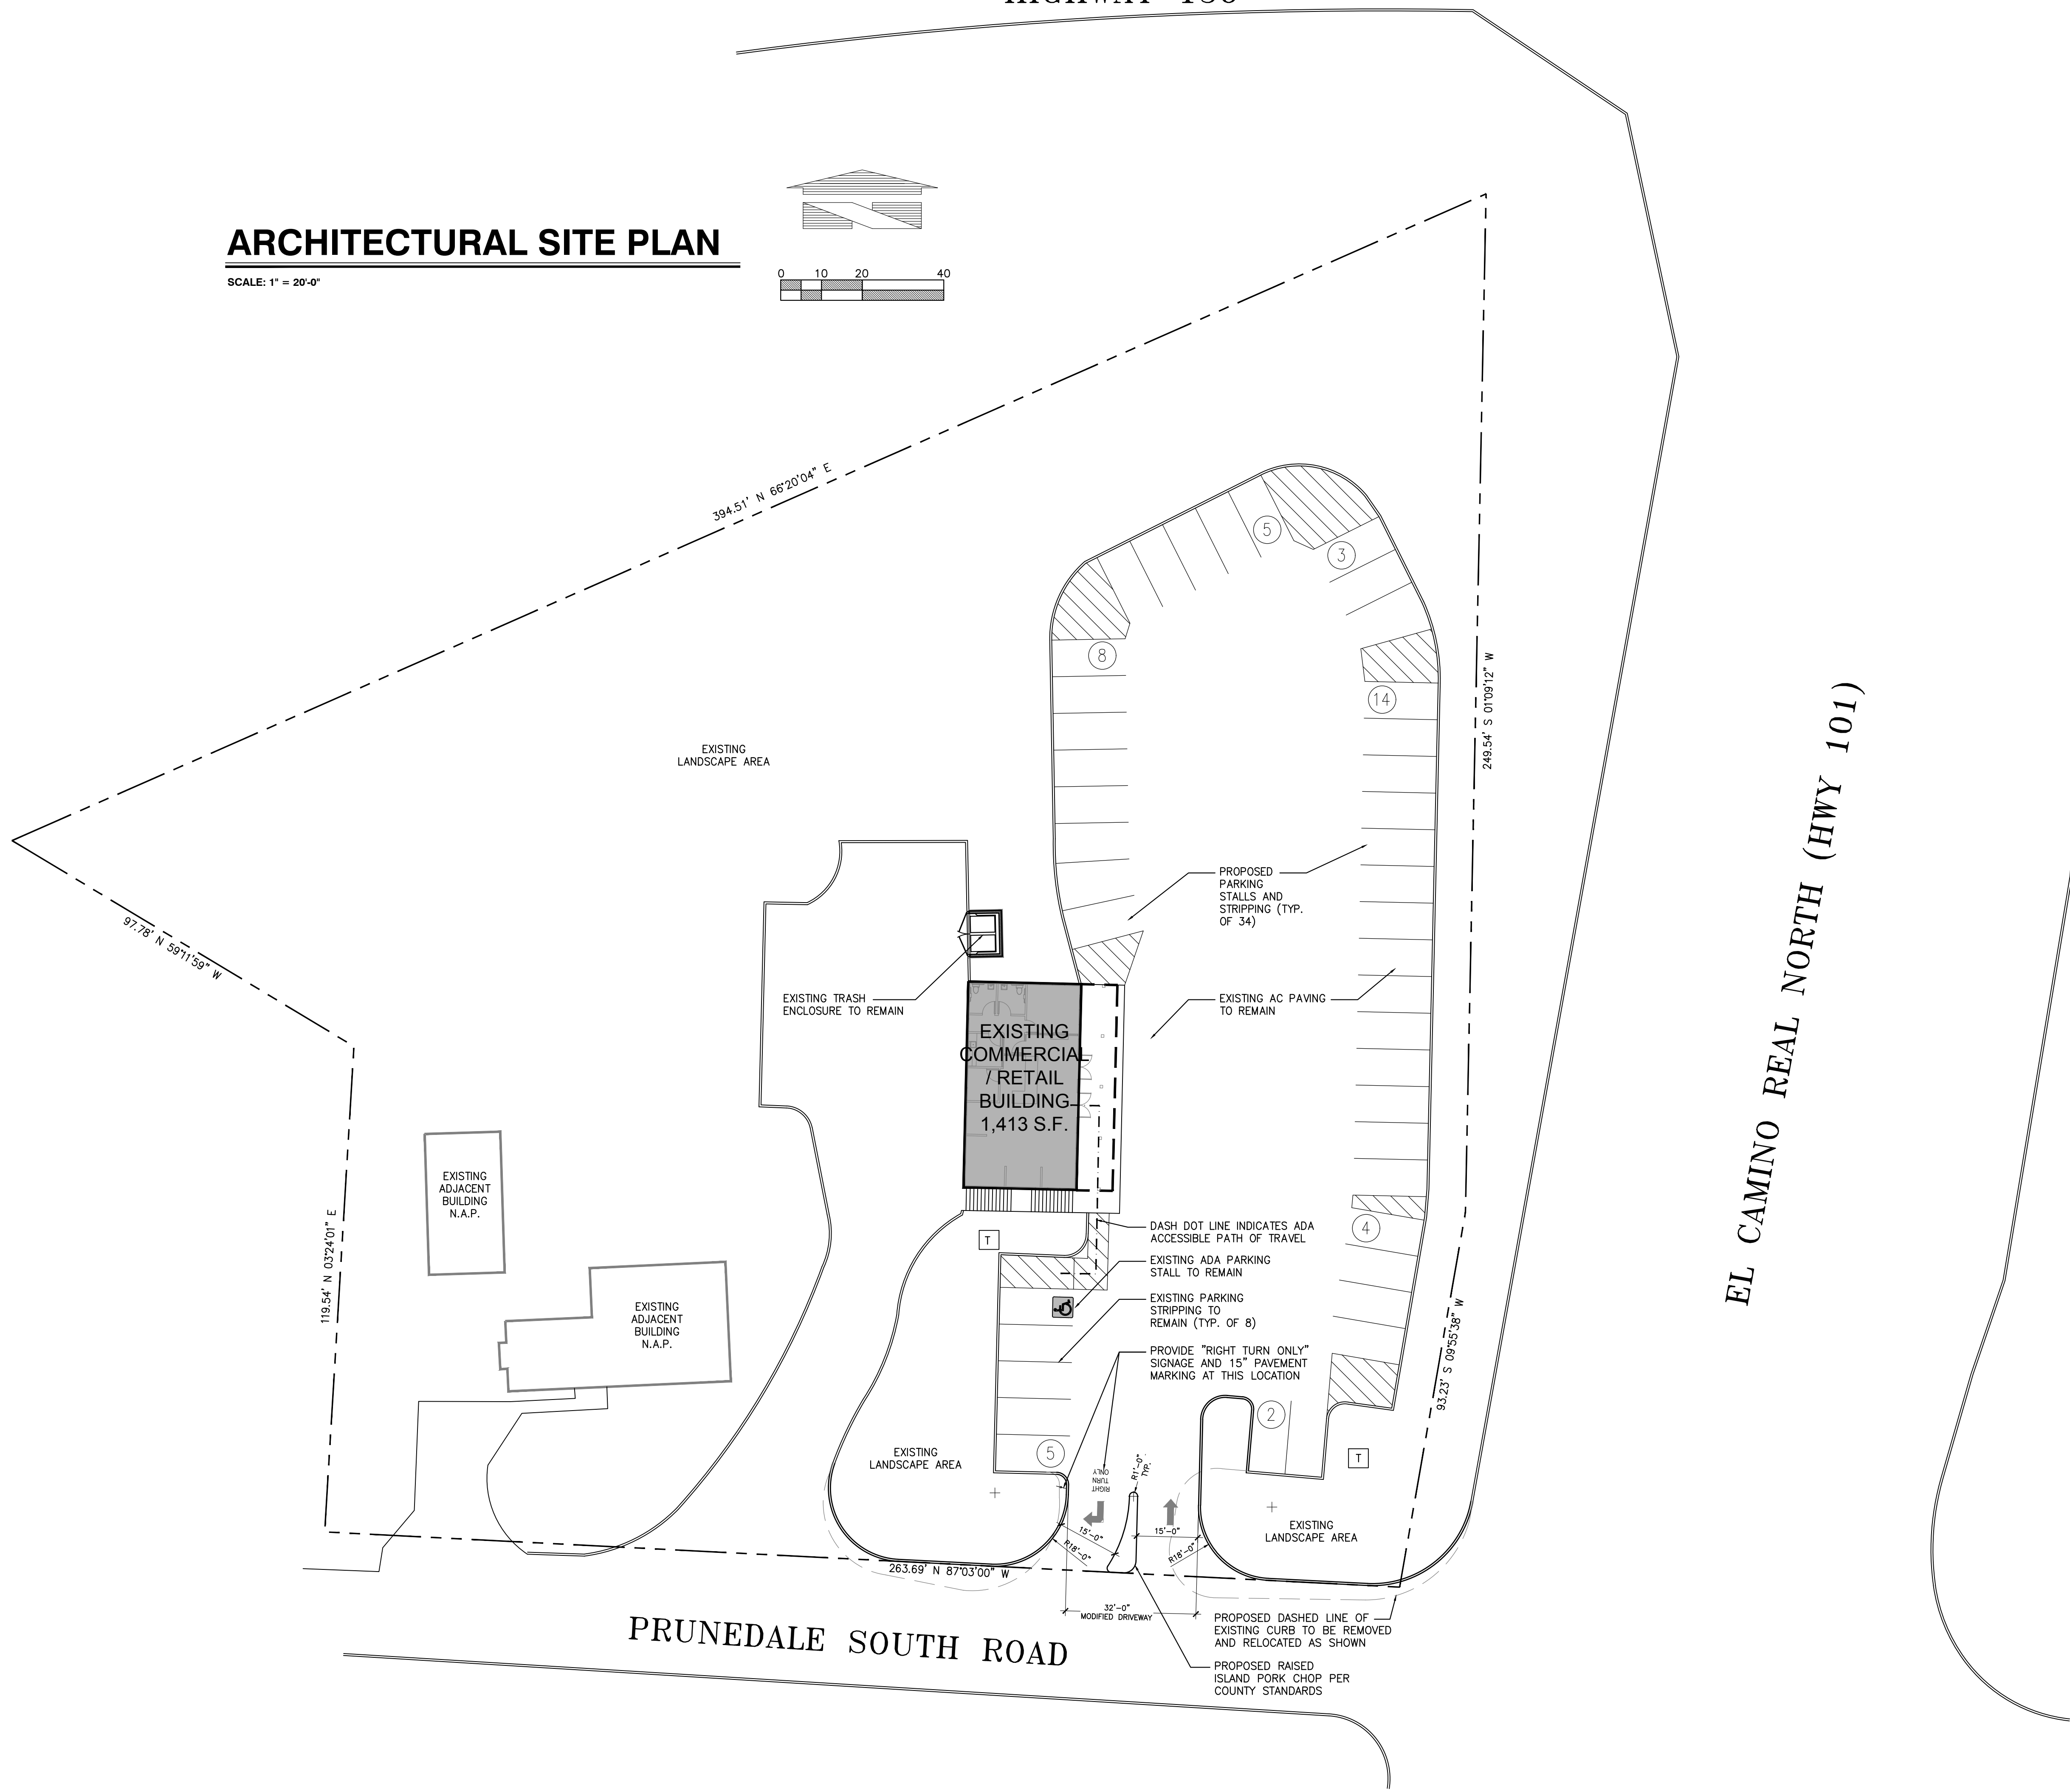 ARCHITECTURAL SITE PLAN
SCALE: 1" = 20'-0"
0 10 20 40
394.51' N 66°20'04" E
249.54' S 01°09'12" W
97.78' N 59°11'59" W
119.54' N 03°24'01" E
93.23' S 09°55'38" W
263.69' N 87°03'00" W
EL CAMINO REAL NORTH (HWY 101)
PRUNEDALE SOUTH ROAD
5
3
8
14
EXISTING
LANDSCAPE AREA
PROPOSED
PARKING
STALLS AND
STRIPPING (TYP.
OF 34)
EXISTING TRASH
ENCLOSURE TO REMAIN
EXISTING AC PAVING
TO REMAIN
EXISTING
COMMERCIAL
/ RETAIL
BUILDING
1,413 S.F.
EXISTING
ADJACENT
BUILDING
N.A.P.
EXISTING
ADJACENT
BUILDING
N.A.P.
T
4
DASH DOT LINE INDICATES ADA
ACCESSIBLE PATH OF TRAVEL
EXISTING ADA PARKING
STALL TO REMAIN
EXISTING PARKING
STRIPPING TO
REMAIN (TYP. OF 8)
PROVIDE "RIGHT TURN ONLY"
SIGNAGE AND 15" PAVEMENT
MARKING AT THIS LOCATION
2
5
T
EXISTING
LANDSCAPE AREA
RIGHT
TURN
ONLY
R1'-0"
TYP.
15'-0"
R18'-0"
15'-0"
R18'-0"
EXISTING
LANDSCAPE AREA
32'-0"
MODIFIED DRIVEWAY
PROPOSED DASHED LINE OF
EXISTING CURB TO BE REMOVED
AND RELOCATED AS SHOWN
PROPOSED RAISED
ISLAND PORK CHOP PER
COUNTY STANDARDS